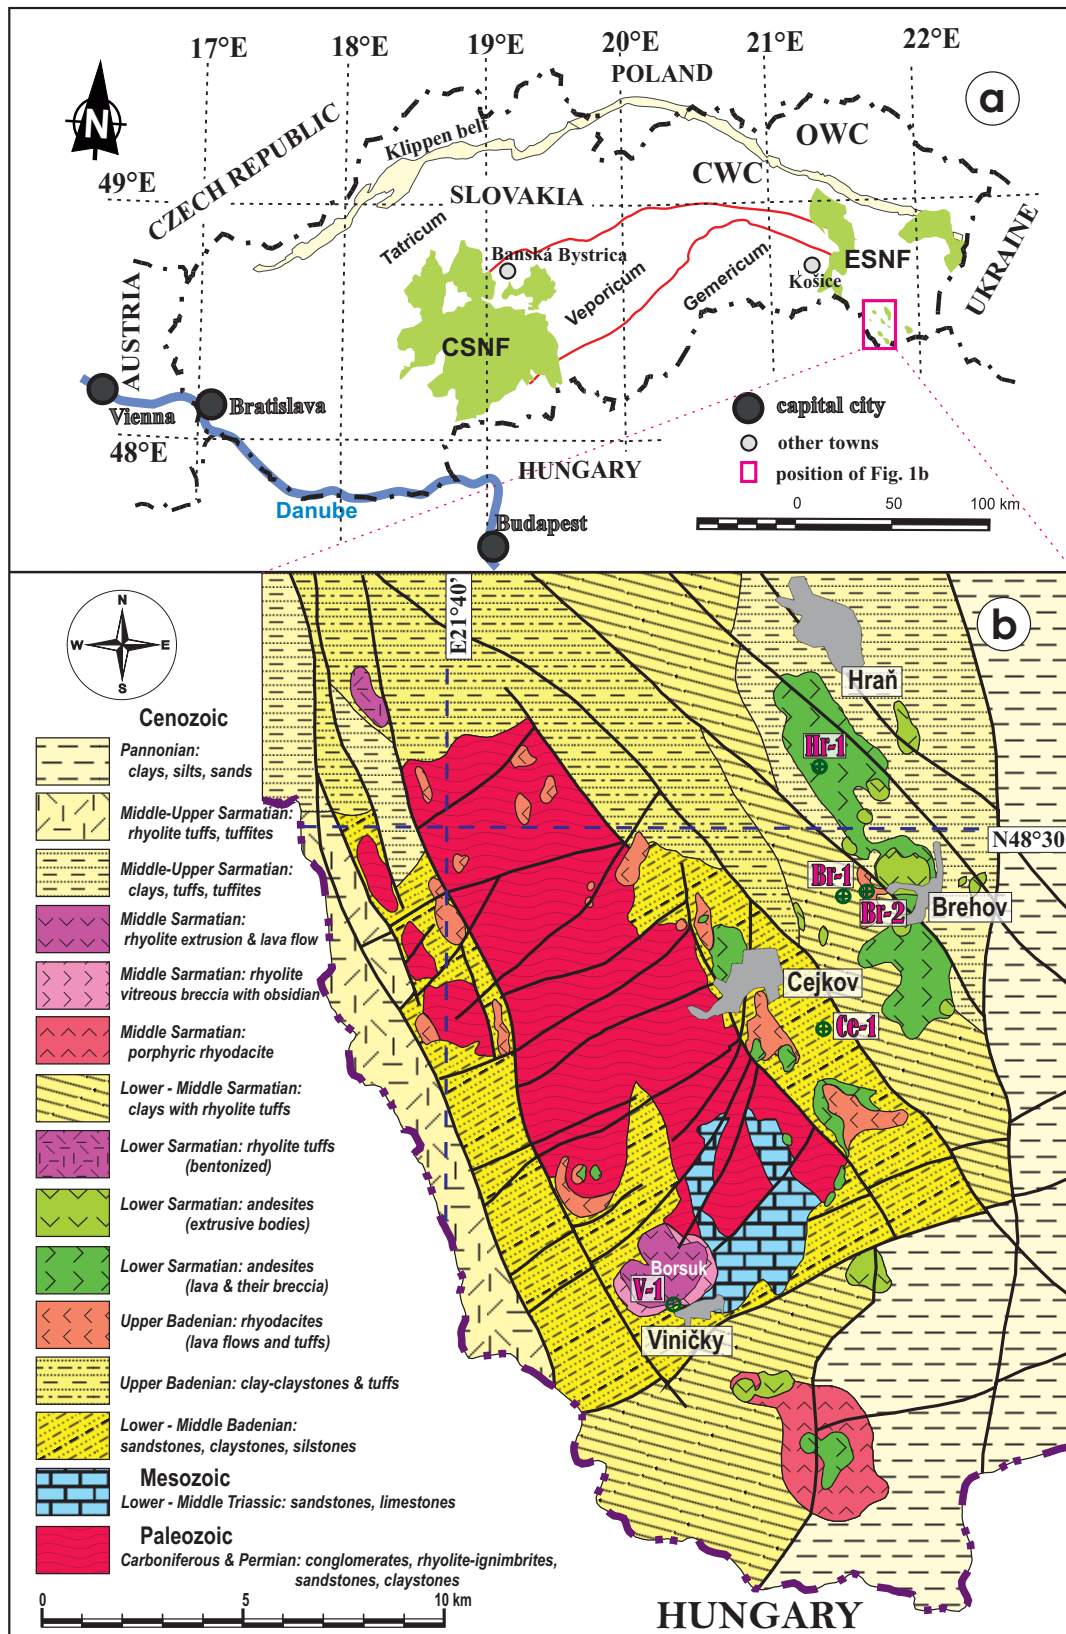 17°E
18°E
19°E
20°E
21°E
22°E
POLAND
a
N
OWC
Klippen belt
CZECH REPUBLIC
CWC
49°E
SLOVAKIA
Tatricum
Banská Bystrica
ESNF
UKRAINE
Veporicum
Gemericum
Košice
AUSTRIA
CSNF
Vienna
Bratislava
capital city
48°E
other towns
HUNGARY
position of Fig. 1b
0 50 100 km
Danube
Budapest
b
E21°40'
N
W E
S
Hraň
Cenozoic
Pannonian:
clays, silts, sands
Hr-1
Middle-Upper Sarmatian:
rhyolite tuffs, tuffites
N48°30
Middle-Upper Sarmatian:
clays, tuffs, tuffites
Br-1
Br-2
Brehov
Middle Sarmatian:
rhyolite extrusion & lava flow
Middle Sarmatian: rhyolite
vitreous breccia with obsidian
Cejkov
Middle Sarmatian:
porphyric rhyodacite
Ce-1
Lower - Middle Sarmatian:
clays with rhyolite tuffs
Lower Sarmatian: rhyolite tuffs
(bentonized)
Lower Sarmatian: andesites
(extrusive bodies)
Lower Sarmatian: andesites
(lava & their breccia)
Borsuk
V-1
Upper Badenian: rhyodacites
(lava flows and tuffs)
Viničky
Upper Badenian: clay-claystones & tuffs
Lower - Middle Badenian:
sandstones, claystones, silstones
Mesozoic
Lower - Middle Triassic: sandstones, limestones
Paleozoic
Carboniferous & Permian: conglomerates, rhyolite-ignimbrites,
sandstones, claystones
0 5 10 km
HUNGARY